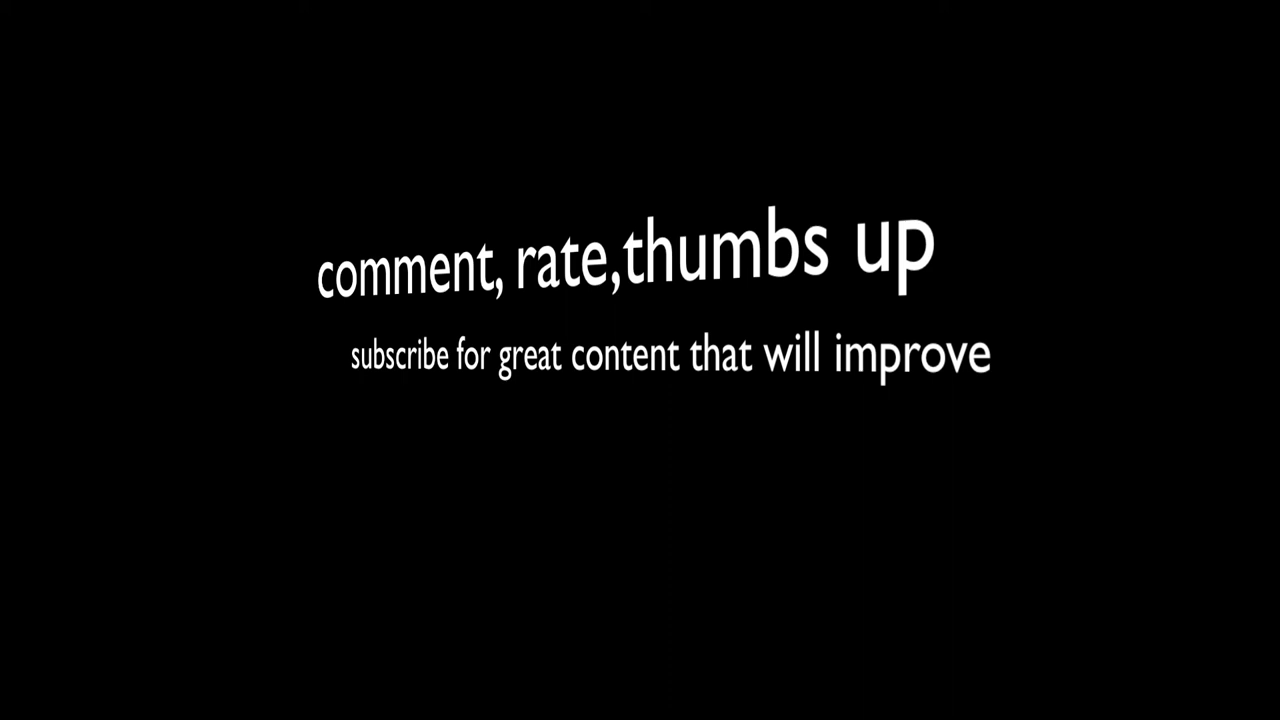 comment, rate,thumbs up
subscribe for great content that will improve